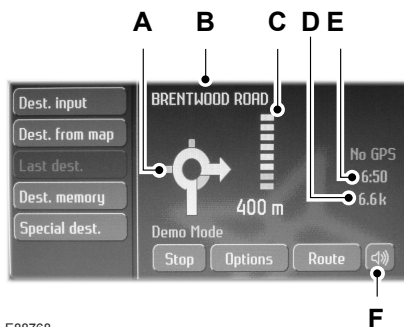 A B C D E
Dest. input
Dest. from map
Last dest.
Dest. memory
Special dest.
BRENTWOOD ROAD
400 m
No GPS
6:50
6.6k
Demo Mode
Stop Options Route
F